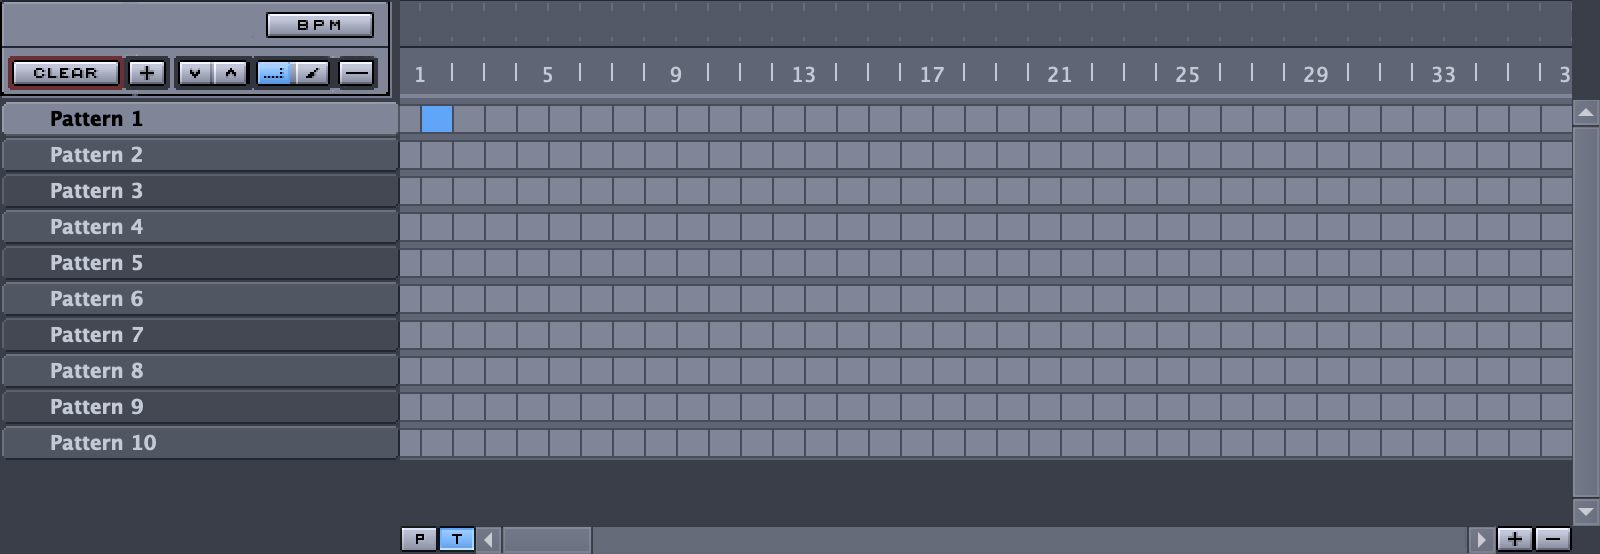 BPM
CLEAR
1 5 9 13 17 21 25 29 33 3
Pattern 1
Pattern 2
Pattern 3
Pattern 4
Pattern 5
Pattern 6
Pattern 7
Pattern 8
Pattern 9
Pattern 10
P T